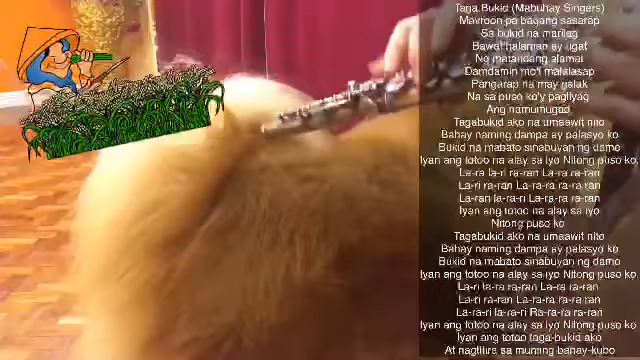 Taga Bukid (Mabuhay Singers)
Mayroon pa bagang sasarap
Sa bukid na marilag
Bawat halaman ay ligat
Ng matandang alamat
Damdamin mo'y malalasap
Pangarap na may galak
Na sa puso ko'y pagliyag
Ang namumugad
Tagabukid ako na umaawit nito
Bahay naming dampa ay palasyo ko
Bukid na mabato sinabuyan ng damo
Iyan ang totoo na alay sa iyo Nitong puso ko
La-ra la-ri ra-ran La-ra ra-ran
La-ri ra-ran La-ra ra-ra ra-ran
La-ran la-ra-ri La-ra ra-ra ran
Iyan ang totoo na alay sa iyo
Nitong puso ko
Tagabukid ako na umaawit nito
Bahay naming dampa ay palasyo ko
Bukid na mabato sinabuyan ng damo
Iyan ang totoo na alay sa iyo Nitong puso ko
La-ri la-ra ra-ran La-ra ra-ran
La-ri ra-ran La-ra ra-ra ra-ran
La-ra-ri la-ra-ri Ra-ra-ra ra-ran
Iyan ang totoo na alay sa iyo Nitong puso ko
Iyan ang totoo taga-bukid ako
At nagtitira sa munting bahay-kubo